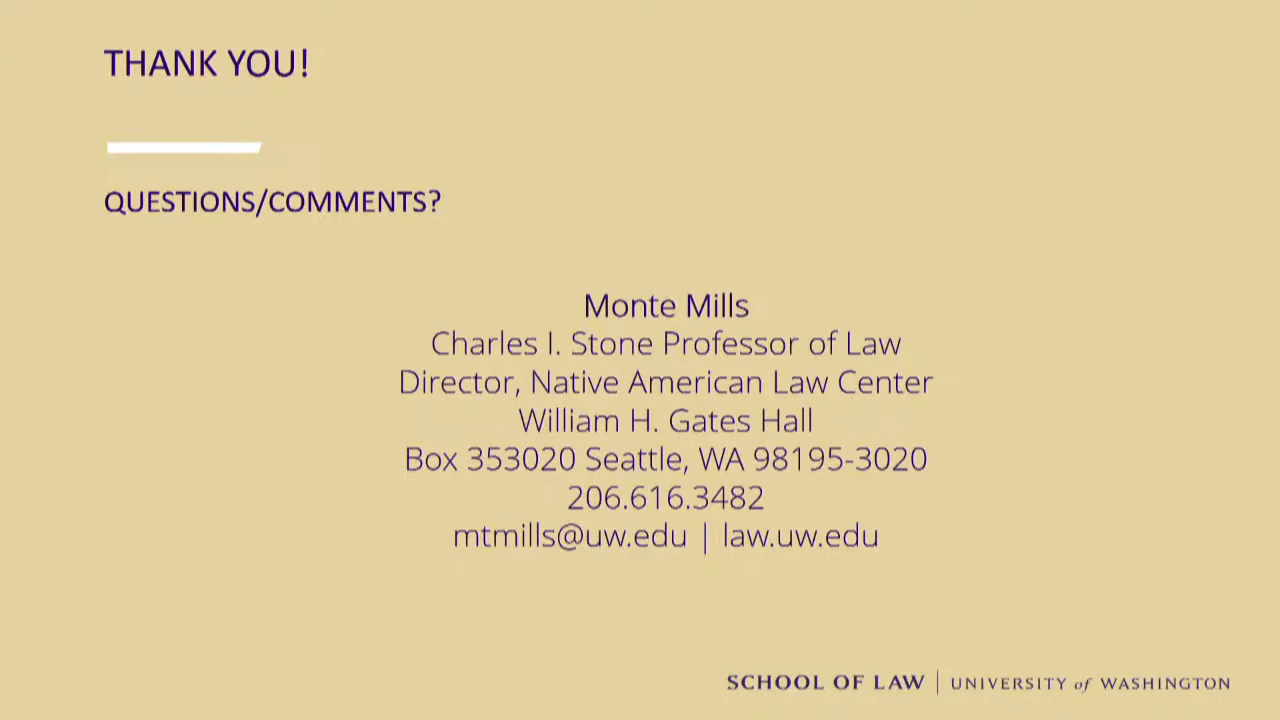 THANK YOU!
QUESTIONS/COMMENTS?
Monte Mills
Charles I. Stone Professor of Law
Director, Native American Law Center
William H. Gates Hall
Box 353020 Seattle, WA 98195-3020
206.616.3482
mtmills@uw.edu | law.uw.edu
SCHOOL OF LAW | UNIVERSITY of WASHINGTON